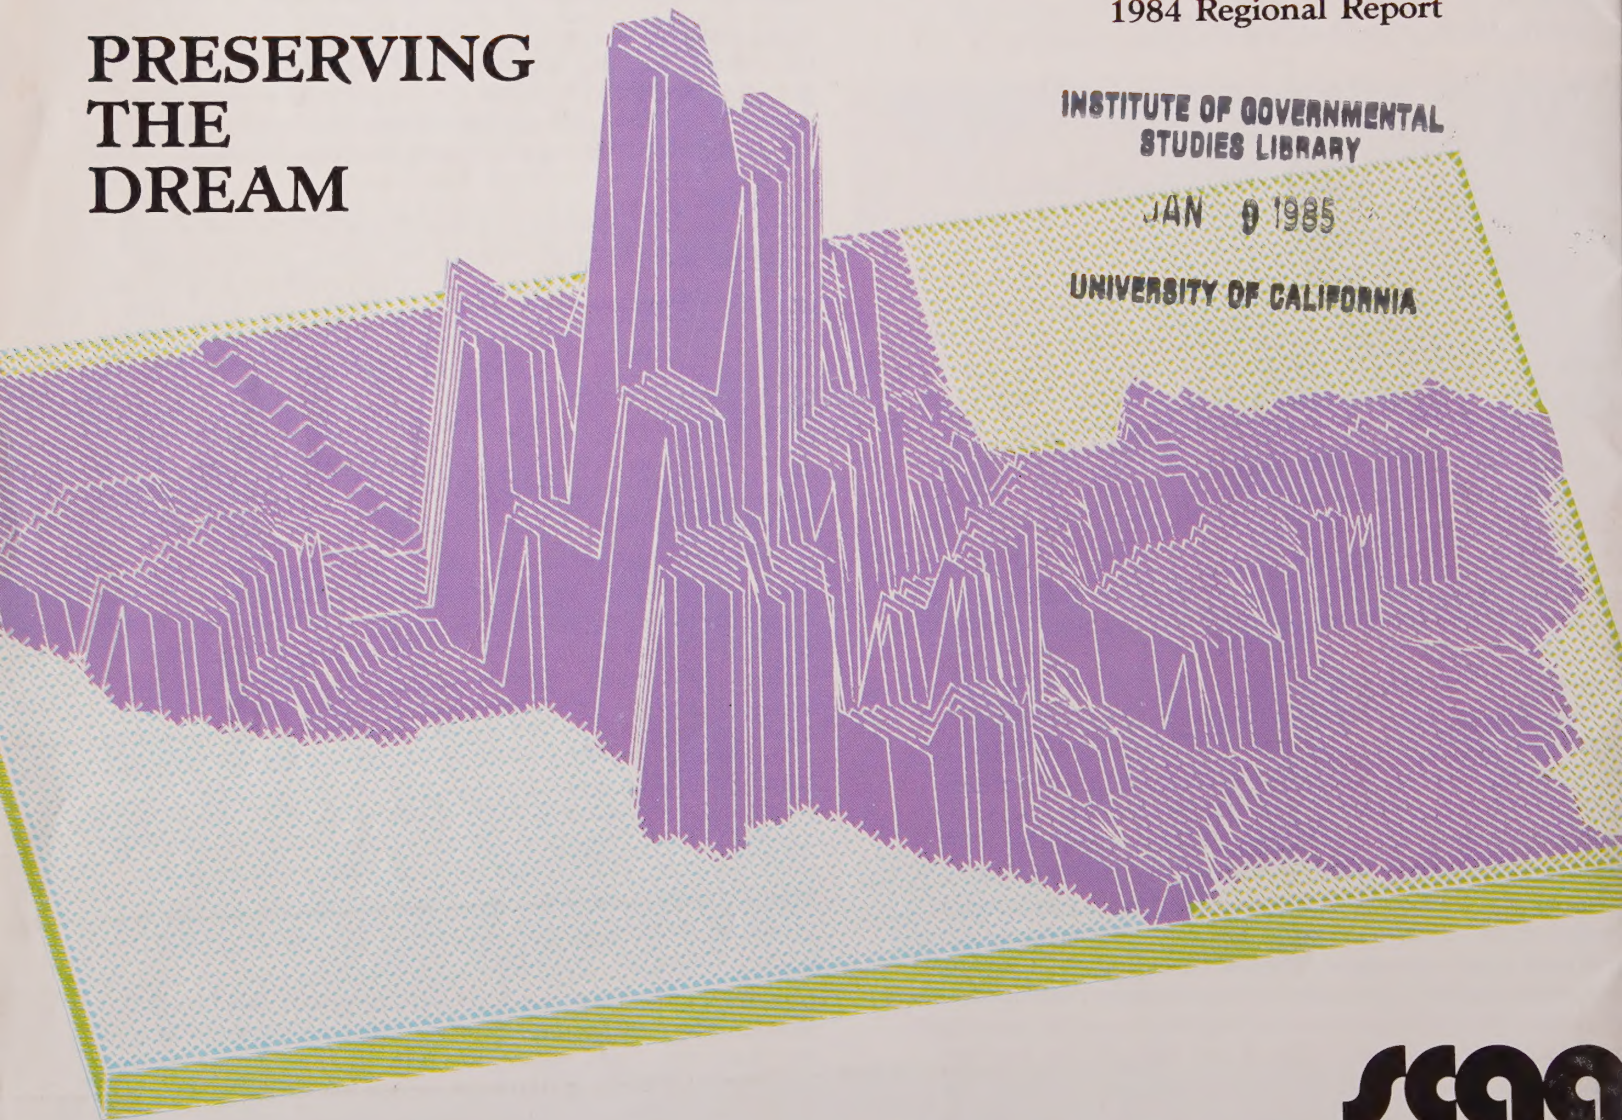 1984 Regional Report
PRESERVING
THE
DREAM
INSTITUTE OF GOVERNMENTAL
STUDIES LIBRARY
JAN 9 1985
UNIVERSITY OF CALIFORNIA
scag